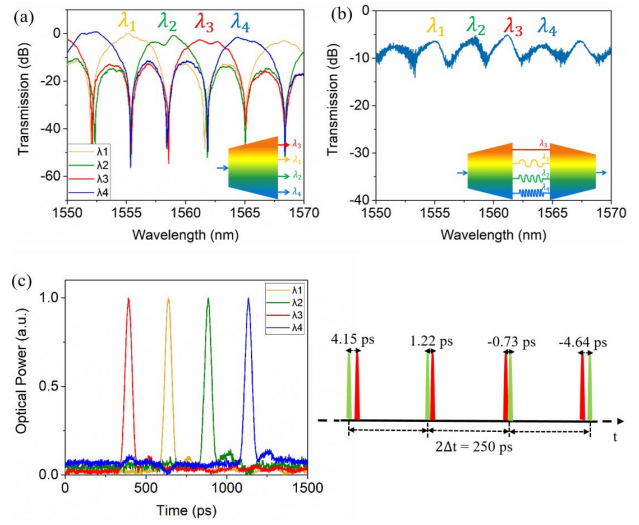 (a)
λ1 λ2 λ3 λ4
Transmission (dB)
0
-20
-40
-60
λ1
λ2
λ3
λ4
λ3
λ1
λ2
λ4
1550 1555 1560 1565 1570
Wavelength (nm)
(b)
λ1 λ2 λ3 λ4
Transmission (dB)
0
-10
-20
-30
-40
λ3
λ1
λ2
λ4
35
1550 1555 1560 1565 1570
Wavelength (nm)
(c)
Optical Power (a.u.)
1.0
0.5
0.0
λ1
λ2
λ3
λ4
0 500 1000 1500
Time (ps)
4.15 ps 1.22 ps -0.73 ps -4.64 ps
t
2Δt = 250 ps